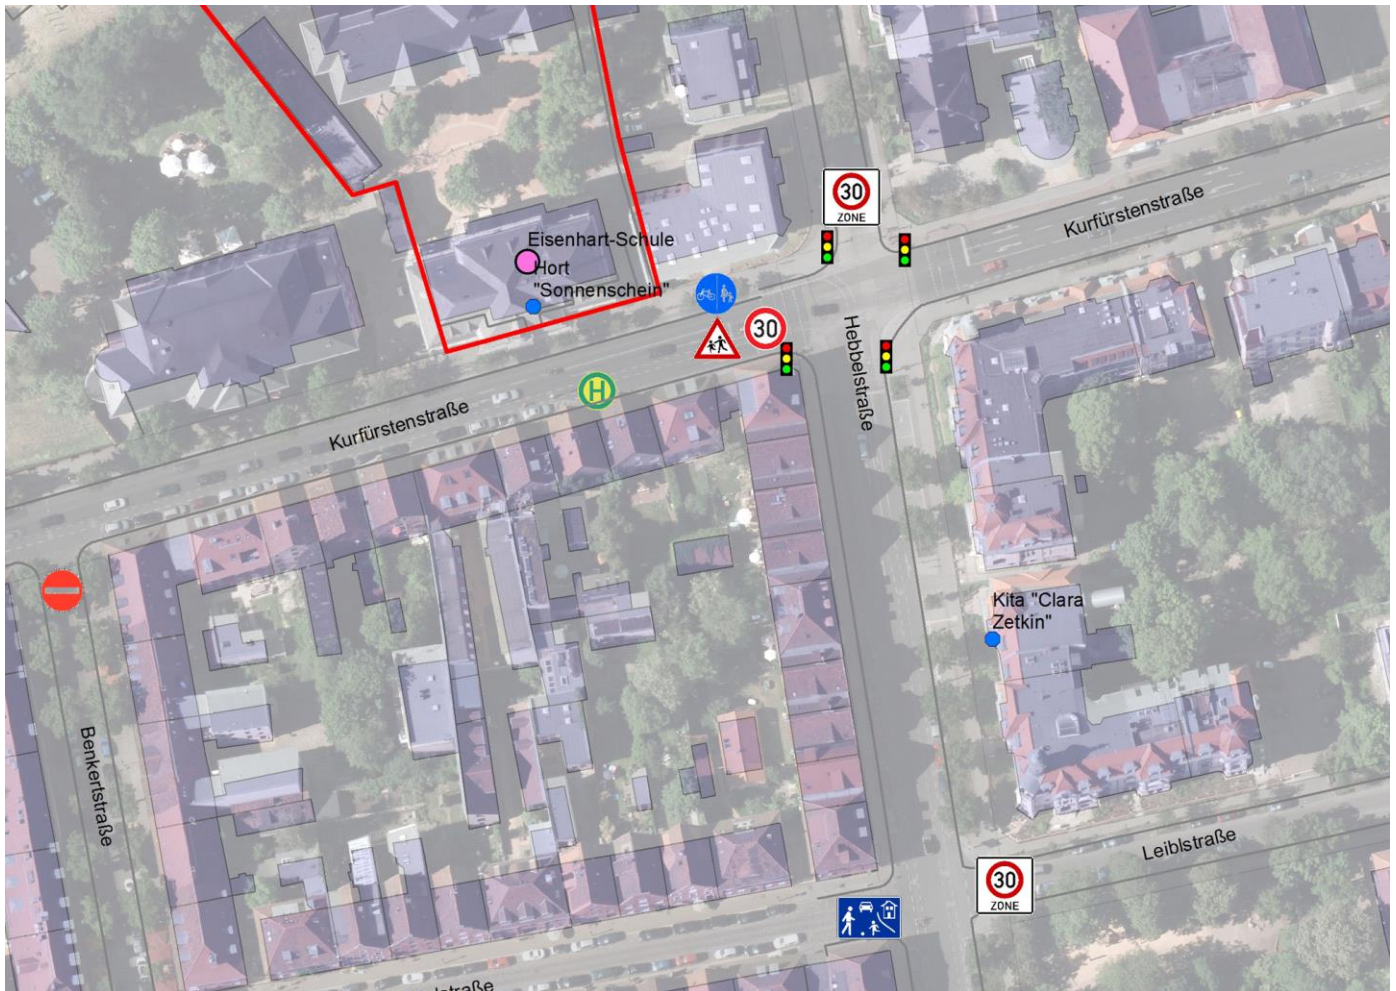 30
ZONE
Kurfürstenstraße
Eisenhart-Schule
Hort
"Sonnenschein"
30
H
Hebbelstraße
Kurfürstenstraße
Kita "Clara
Zetkin"
Benkertstraße
Leiblstraße
30
ZONE